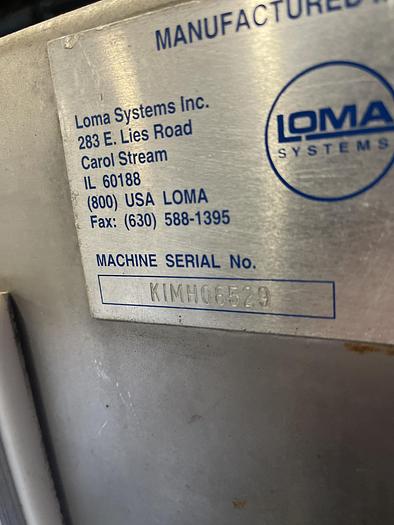 MANUFACTURED
Loma Systems Inc.
283 E. Lies Road
Carol Stream
IL 60188
(800) USA LOMA
Fax: (630) 588-1395
LOMA
SYSTEMS
MACHINE SERIAL No.
KIMH06529